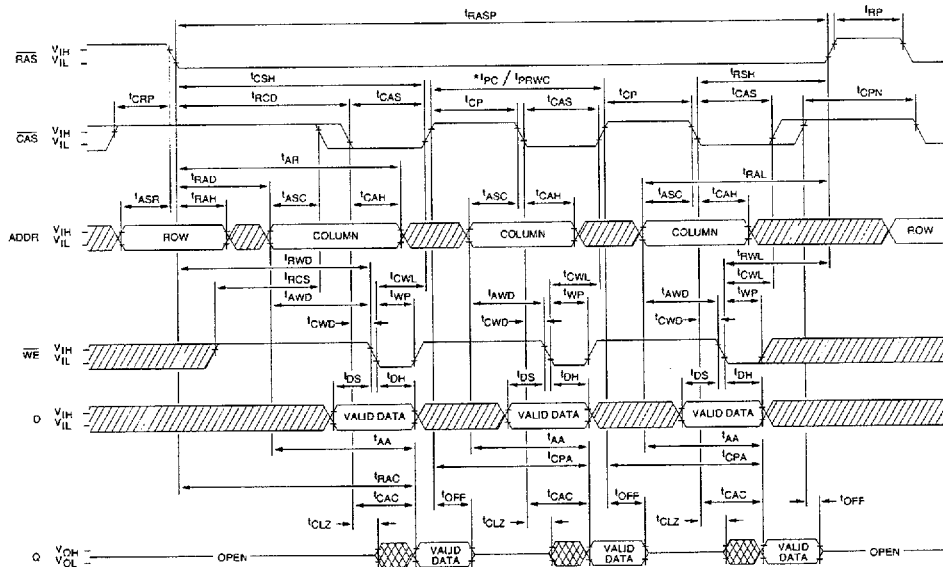 tRASP
tRP
RAS VIH
VIL
tCSH
*tPC / tPRWC
tRSH
tCRP
tRCD
tCAS
tCP
tCAS
tCP
tCAS
tCPN
CAS VIH
VIL
tAR
tRAD
tRAL
tASR
tRAH
tASC
tCAH
tASC
tCAH
tASC
tCAH
ADDR VIH
VIL
ROW
COLUMN
COLUMN
COLUMN
ROW
tRWD
tRWL
tRCS
tCWL
tCWL
tCWL
tAWD
tWP
tAWD
tWP
tAWD
tWP
tCWD
tCWD
tCWD
WE VIH
VIL
tDS
tDH
tDS
tDH
tDS
tDH
D VIH
VIL
VALID DATA
VALID DATA
VALID DATA
tAA
tAA
tAA
tCPA
tCPA
tRAC
tCAC
tOFF
tCAC
tOFF
tCAC
tOFF
tCLZ
tCLZ
tCLZ
Q VOH
VOL
OPEN
VALID
DATA
VALID
DATA
VALID
DATA
OPEN